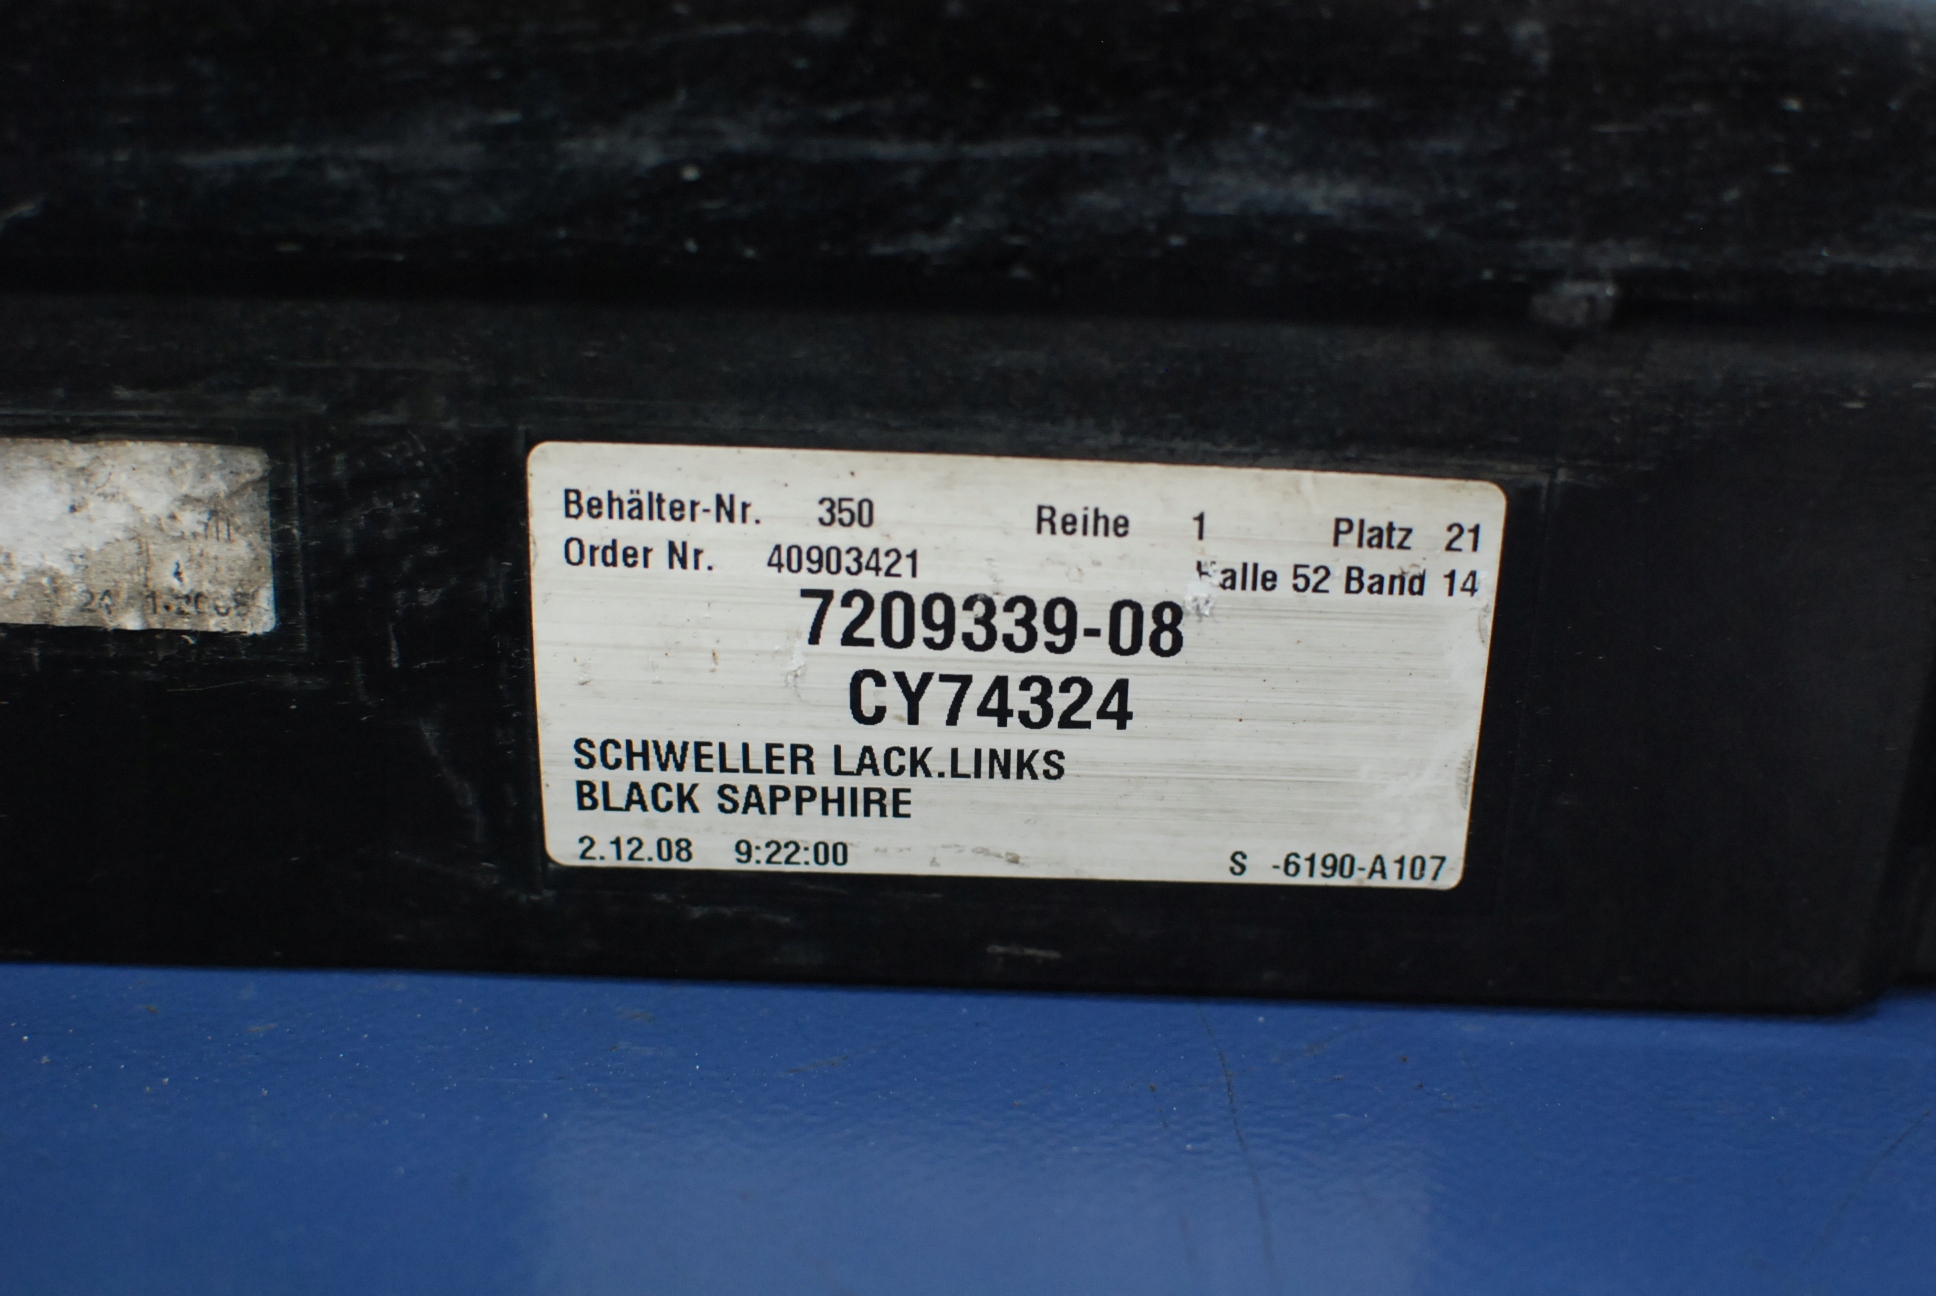 Behälter-Nr. 350 Reihe 1 Platz 21
Order Nr. 40903421 Halle 52 Band 14
7209339-08
CY74324
SCHWELLER LACK.LINKS
BLACK SAPPHIRE
2.12.08 9:22:00 S -6190-A107